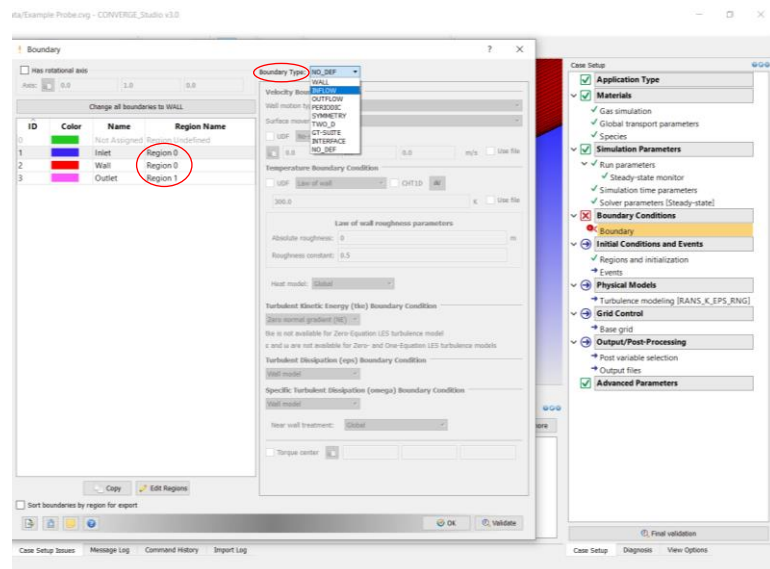 ta/Example Probe.cvg - CONVERGE_Studio v3.0
Boundary
? ×
Has rotational axis
Axis: 0.0 1.0 0.0
Change all boundaries to WALL
ID Color Name Region Name
0 Not Assigned Region Undefined
1 Inlet Region 0
2 Wall Region 0
3 Outlet Region 1
Copy Edit Regions
Sort boundaries by region for export
Boundary Type: NO_DEF
WALL
INFLOW
OUTFLOW
PERIODIC
SYMMETRY
TWO_D
GT-SUITE
INTERFACE
NO_DEF
Velocity Bou
Well motion typ
Surface movem
UDF
0.0 0.0 m/s Use file
Temperature Boundary Condition
UDF Law of wall CHT1D
300.0 K Use file
Law of wall roughness parameters
Absolute roughness: 0 m
Roughness constant: 0.5
Heat model: Global
Turbulent Kinetic Energy (tke) Boundary Condition
Zero normal gradient (NE)
tke is not available for Zero-Equation LES turbulence model
ε and ω are not available for Zero- and One-Equation LES turbulence models
Turbulent Dissipation (eps) Boundary Condition
Wall model
Specific Turbulent Dissipation (omega) Boundary Condition
Wall model
Near wall treatment: Global
Torque center
OK Validate
ore
Case Setup Issues Message Log Command History Import Log
Case Setup
Application Type
Materials
Gas simulation
Global transport parameters
Species
Simulation Parameters
Run parameters
Steady-state monitor
Simulation time parameters
Solver parameters [Steady-state]
Boundary Conditions
Boundary
Initial Conditions and Events
Regions and initialization
Events
Physical Models
Turbulence modeling [RANS_K_EPS_RNG]
Grid Control
Base grid
Output/Post-Processing
Post variable selection
Output files
Advanced Parameters
Final validation
Case Setup Diagnosis View Options